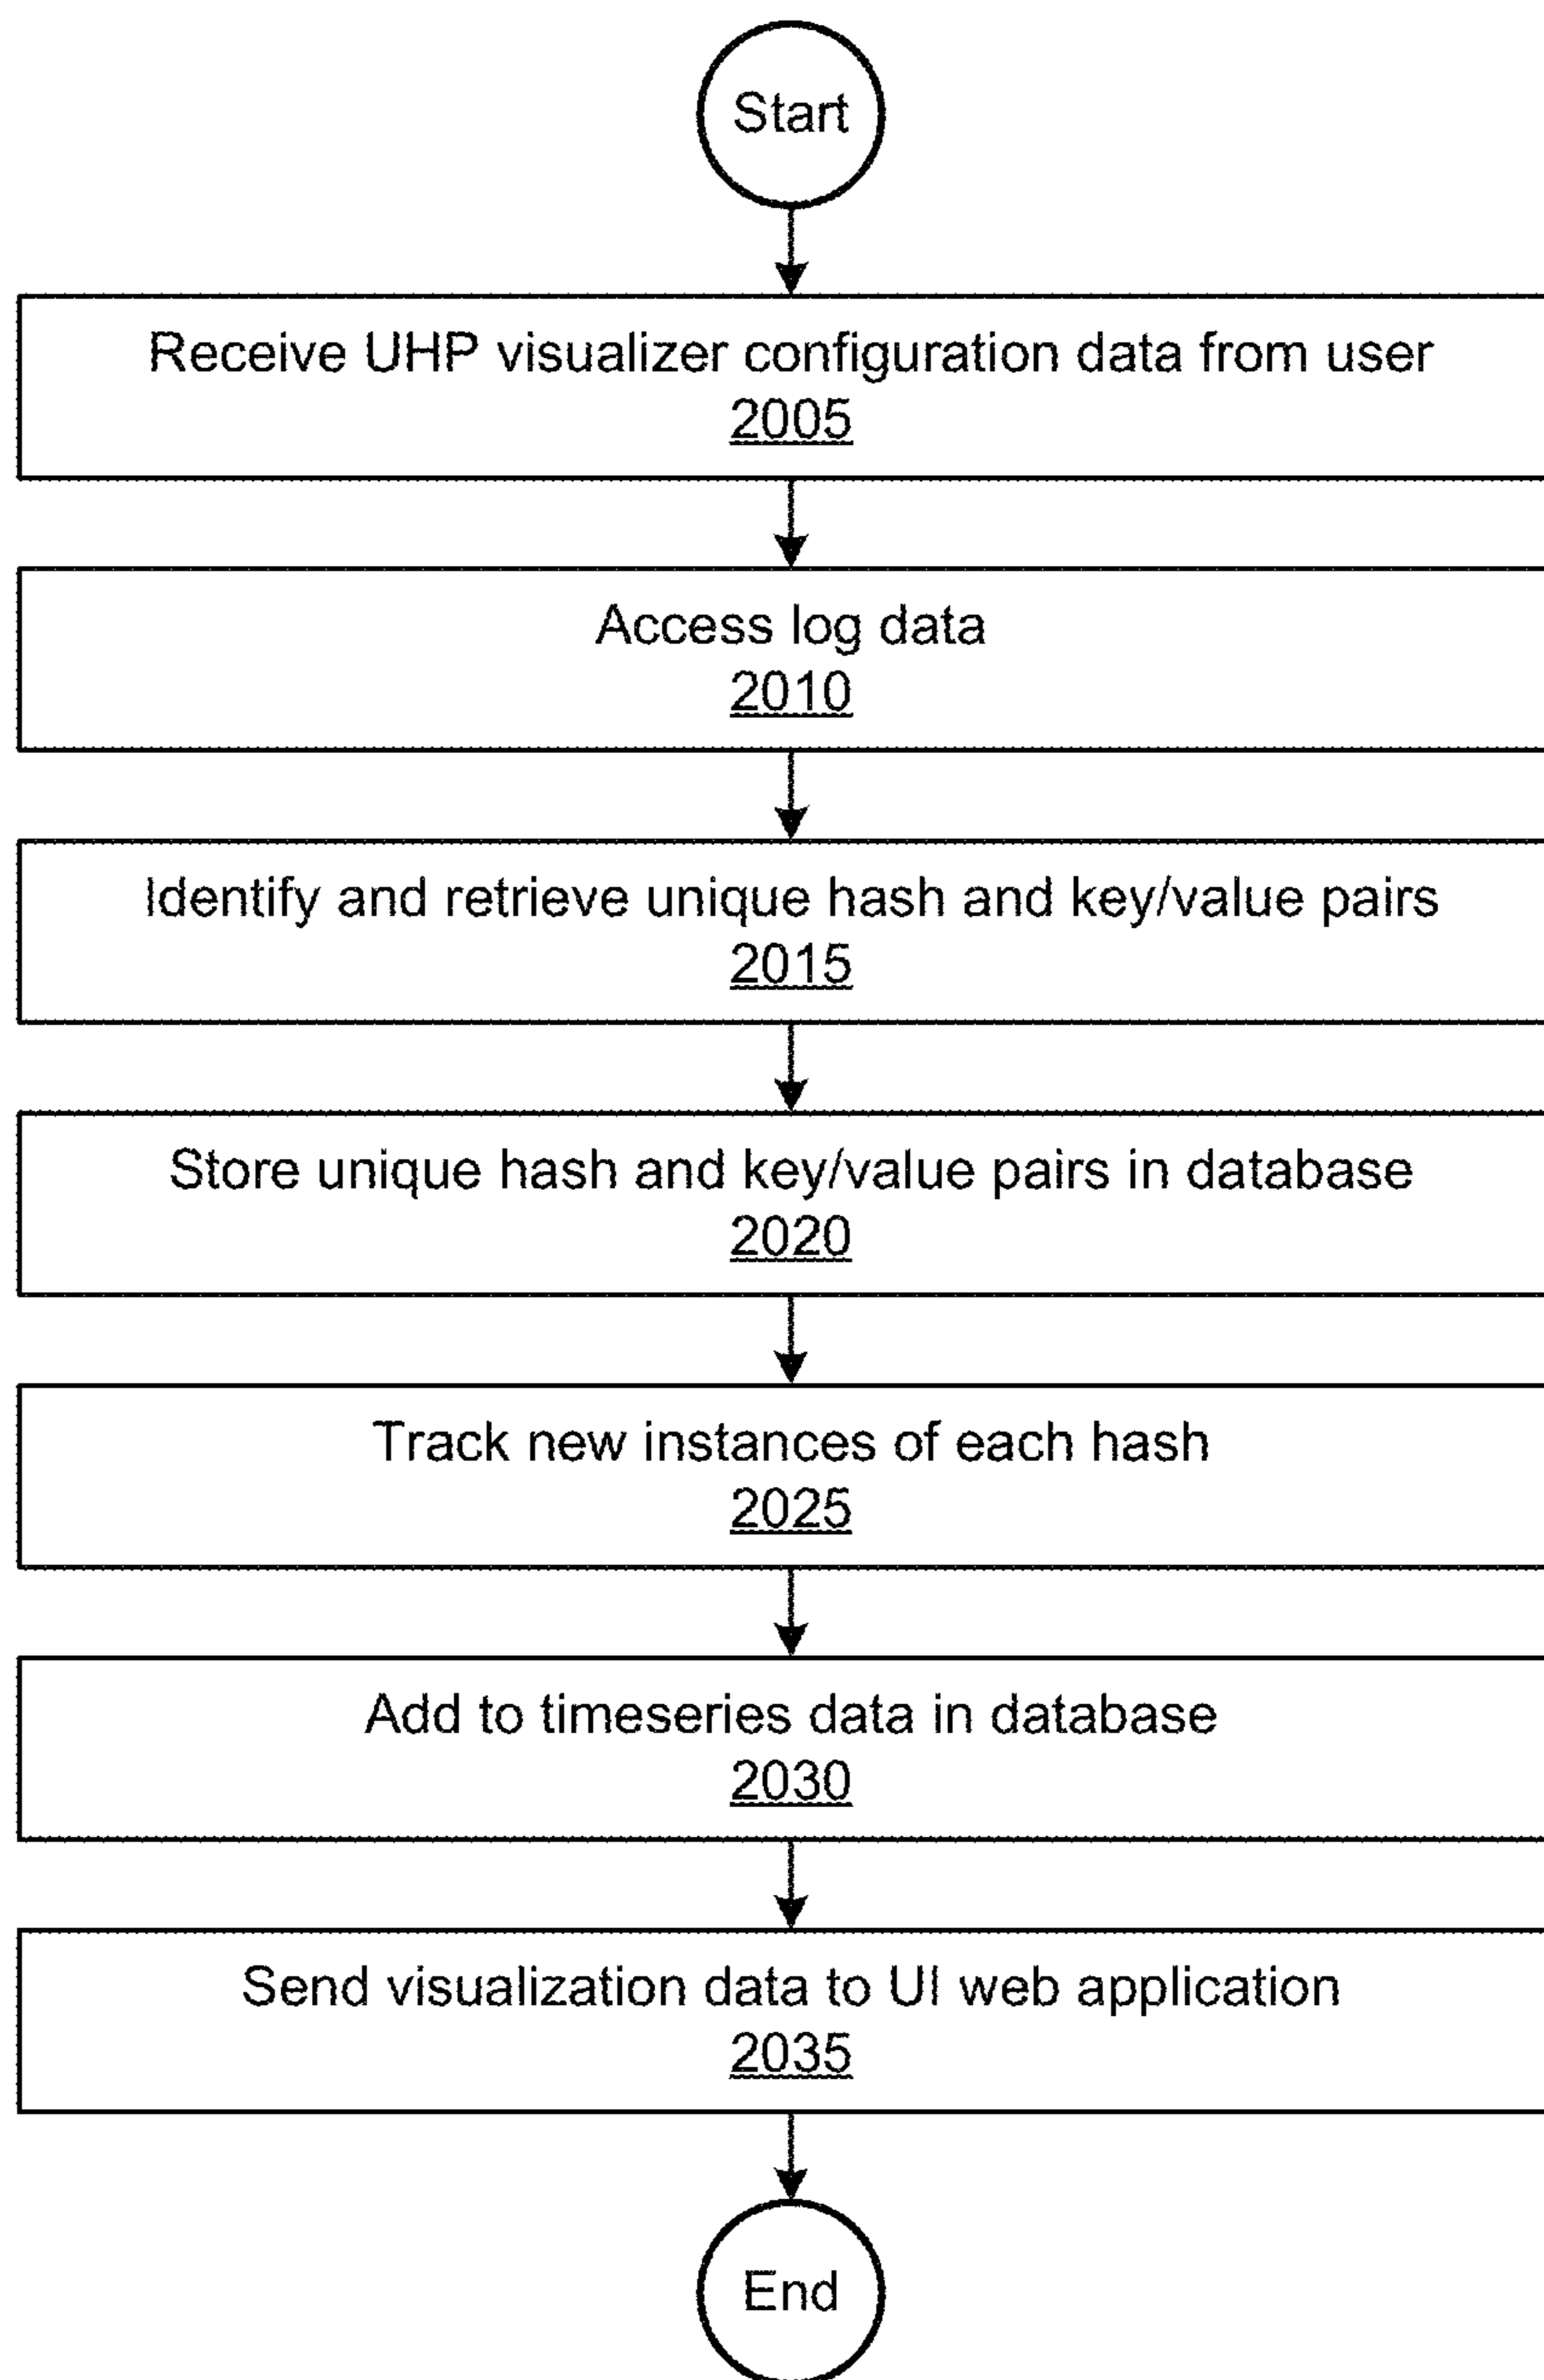 Start
Receive UHP visualizer configuration data from user
2005
Access log data
2010
Identify and retrieve unique hash and key/value pairs
2015
Store unique hash and key/value pairs in database
2020
Track new instances of each hash
2025
Add to timeseries data in database
2030
Send visualization data to UI web application
2035
End